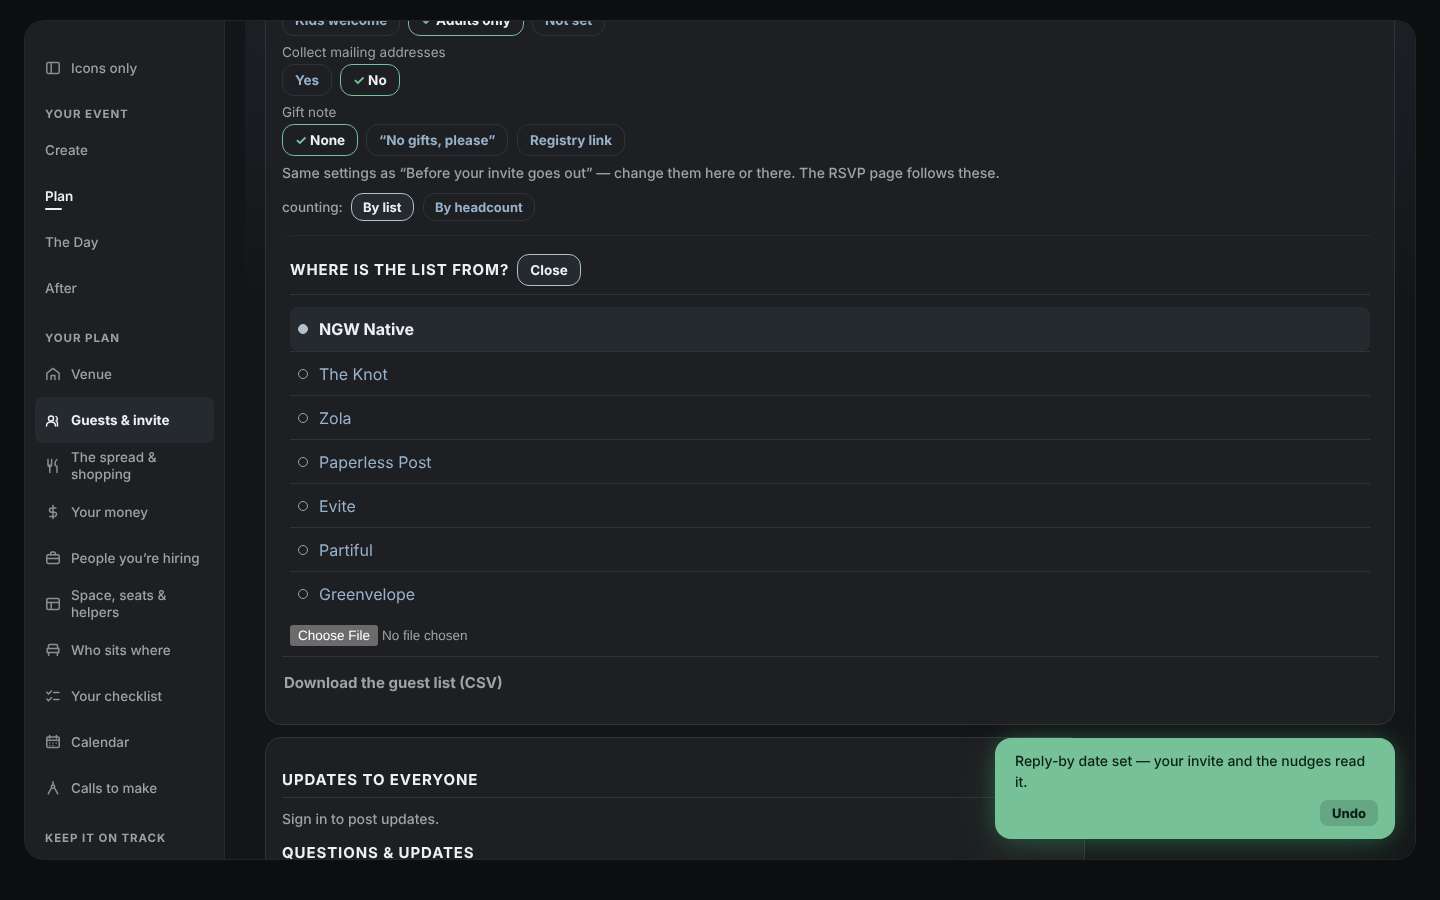 Icons only
YOUR EVENT
Create
Plan
The Day
After
YOUR PLAN
Venue
Guests & invite
The spread &
shopping
Your money
People you’re hiring
Space, seats &
helpers
Who sits where
Your checklist
Calendar
Calls to make
KEEP IT ON TRACK
Kids welcome
Adults only
Not set
Collect mailing addresses
Yes
No
Gift note
None
“No gifts, please”
Registry link
Same settings as “Before your invite goes out” — change them here or there. The RSVP page follows these.
counting:
By list
By headcount
WHERE IS THE LIST FROM?
Close
NGW Native
The Knot
Zola
Paperless Post
Evite
Partiful
Greenvelope
Choose File No file chosen
Download the guest list (CSV)
UPDATES TO EVERYONE
Sign in to post updates.
QUESTIONS & UPDATES
Reply-by date set — your invite and the nudges read
it.
Undo